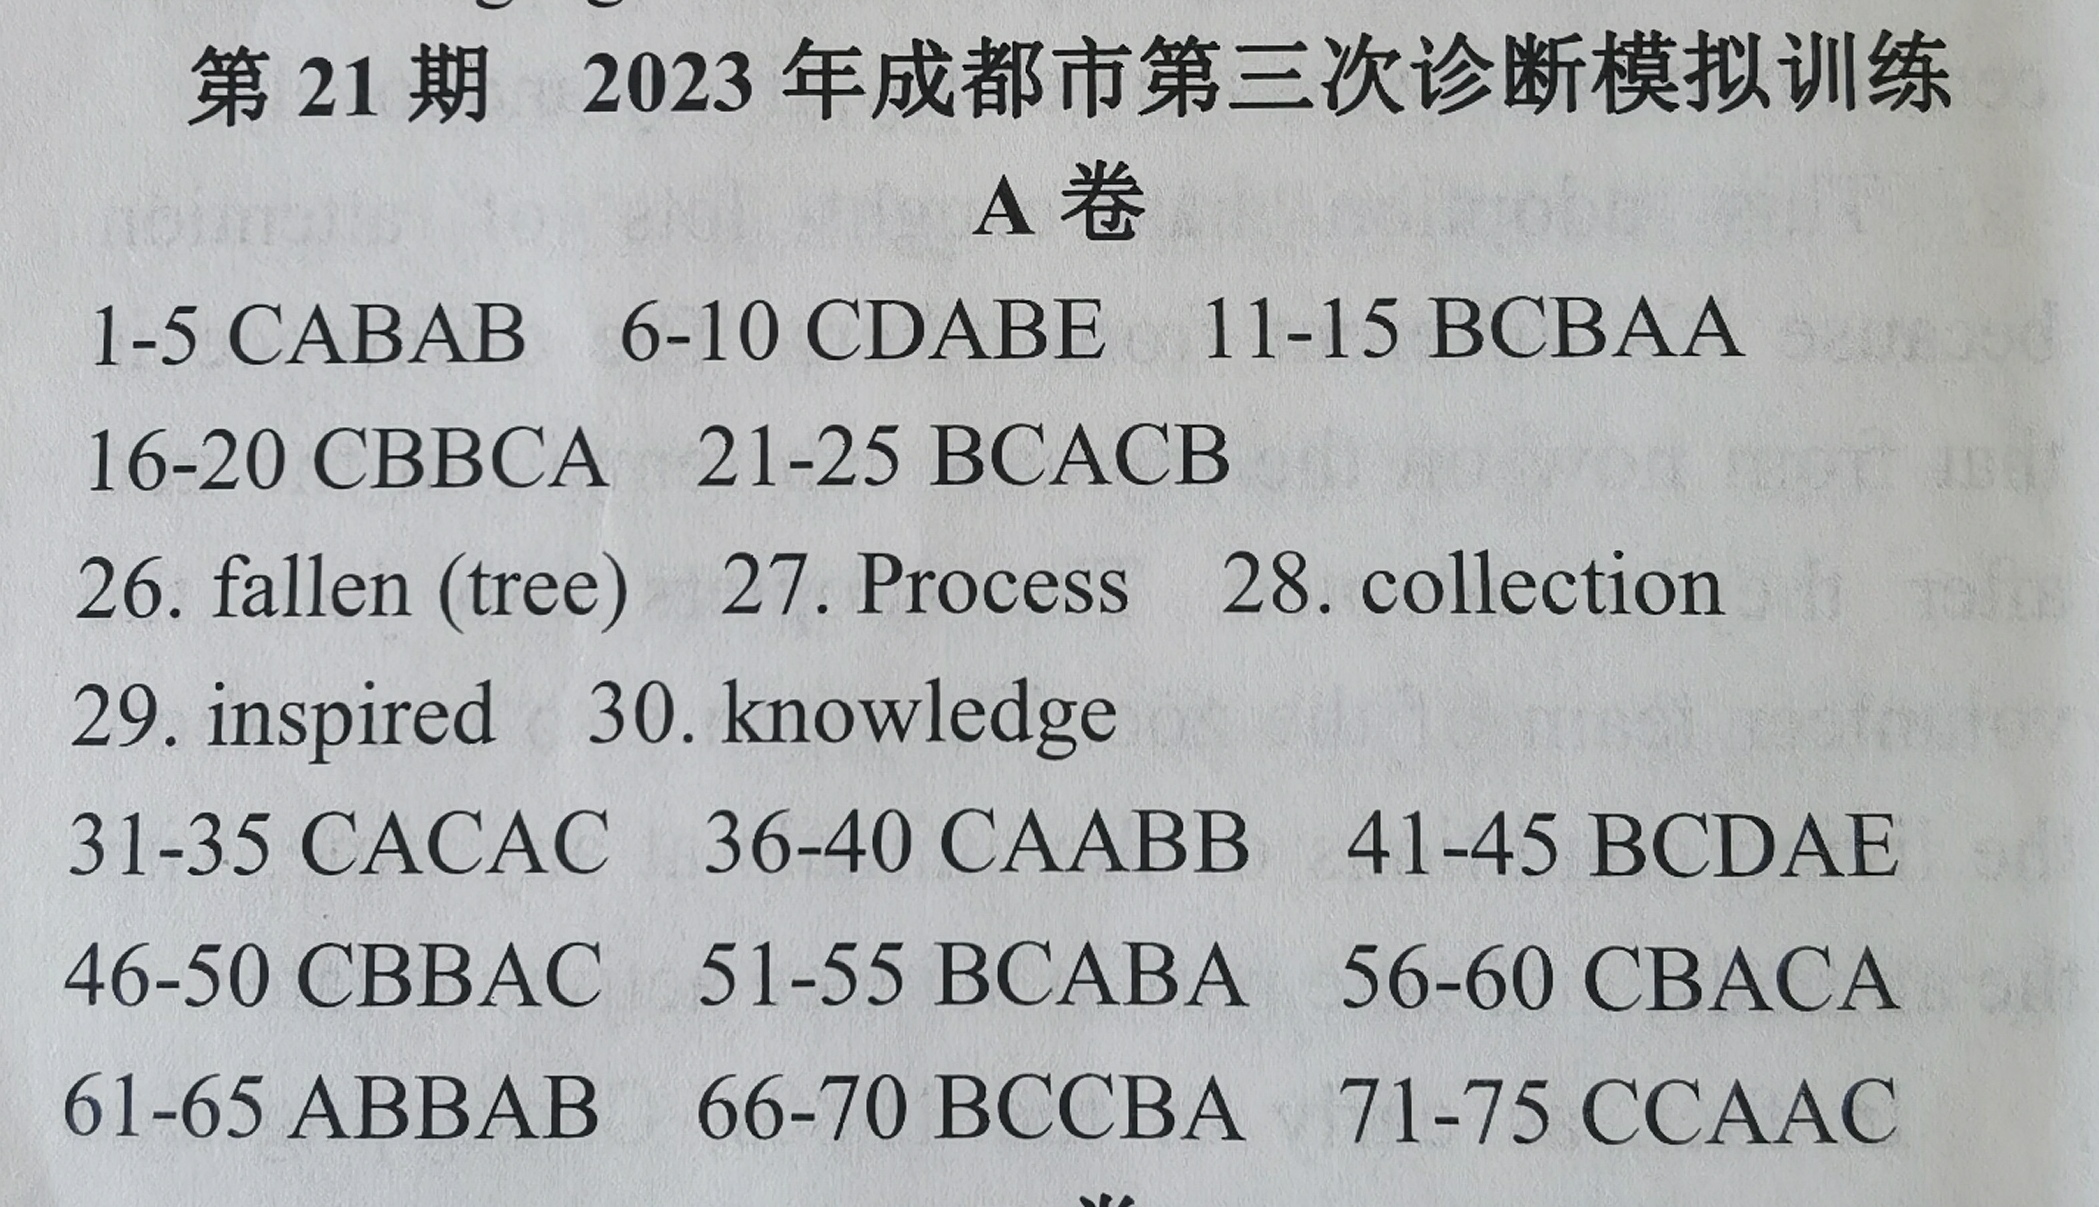 第 21 期 2023 年成都市第三次诊断模拟训练
A 卷
1-5 CABAB 6-10 CDABE 11-15 BCBAA
16-20 CBBCA 21-25 BCACB
26. fallen (tree) 27. Process 28. collection
29. inspired 30. knowledge
31-35 CACAC 36-40 CAABB 41-45 BCDAE
46-50 CBBAC 51-55 BCABA 56-60 CBACA
61-65 ABBAB 66-70 BCCBA 71-75 CCAAC